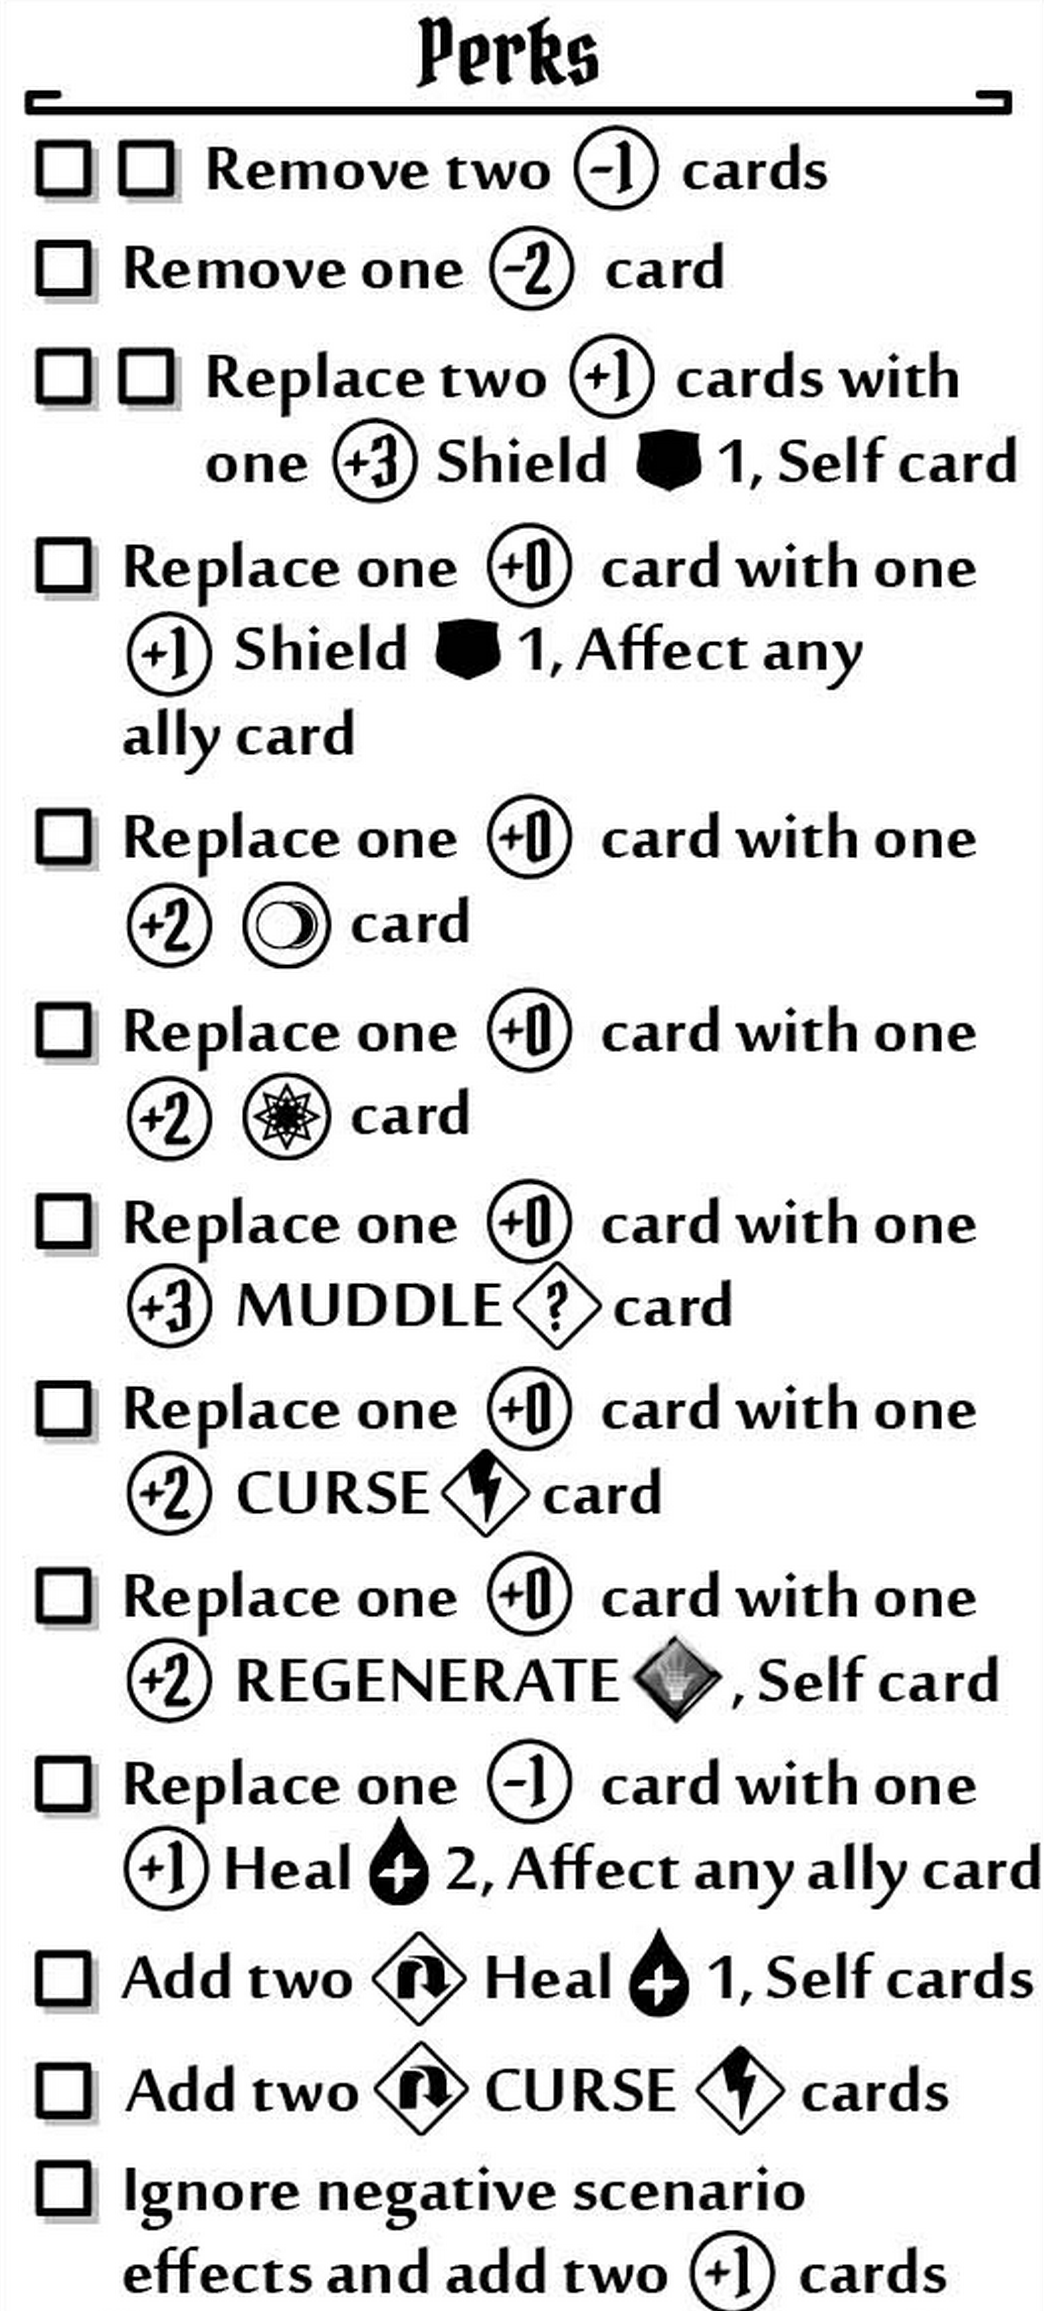 Perks
Remove two -1 cards
Remove one -2 card
Replace two +1 cards with
one +3 Shield 1, Self card
Replace one +0 card with one
+1 Shield 1, Affect any
ally card
Replace one +0 card with one
+2 card
Replace one +0 card with one
+2 card
Replace one +0 card with one
+3 MUDDLE ? card
Replace one +0 card with one
+2 CURSE card
Replace one +0 card with one
+2 REGENERATE , Self card
Replace one -1 card with one
+1 Heal 2, Affect any ally card
Add two Heal 1, Self cards
Add two CURSE cards
Ignore negative scenario
effects and add two +1 cards